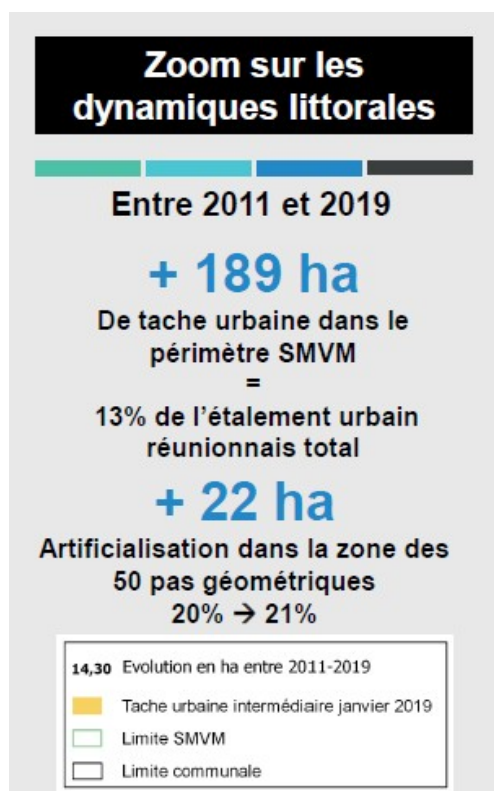 Zoom sur les
dynamiques littorales
Entre 2011 et 2019
+ 189 ha
De tache urbaine dans le
périmètre SMVM
=
13% de l'étalement urbain
réunionnais total
+ 22 ha
Artificialisation dans la zone des
50 pas géométriques
20% → 21%
14,30 Evolution en ha entre 2011-2019
Tache urbaine intermédiaire janvier 2019
Limite SMVM
Limite communale